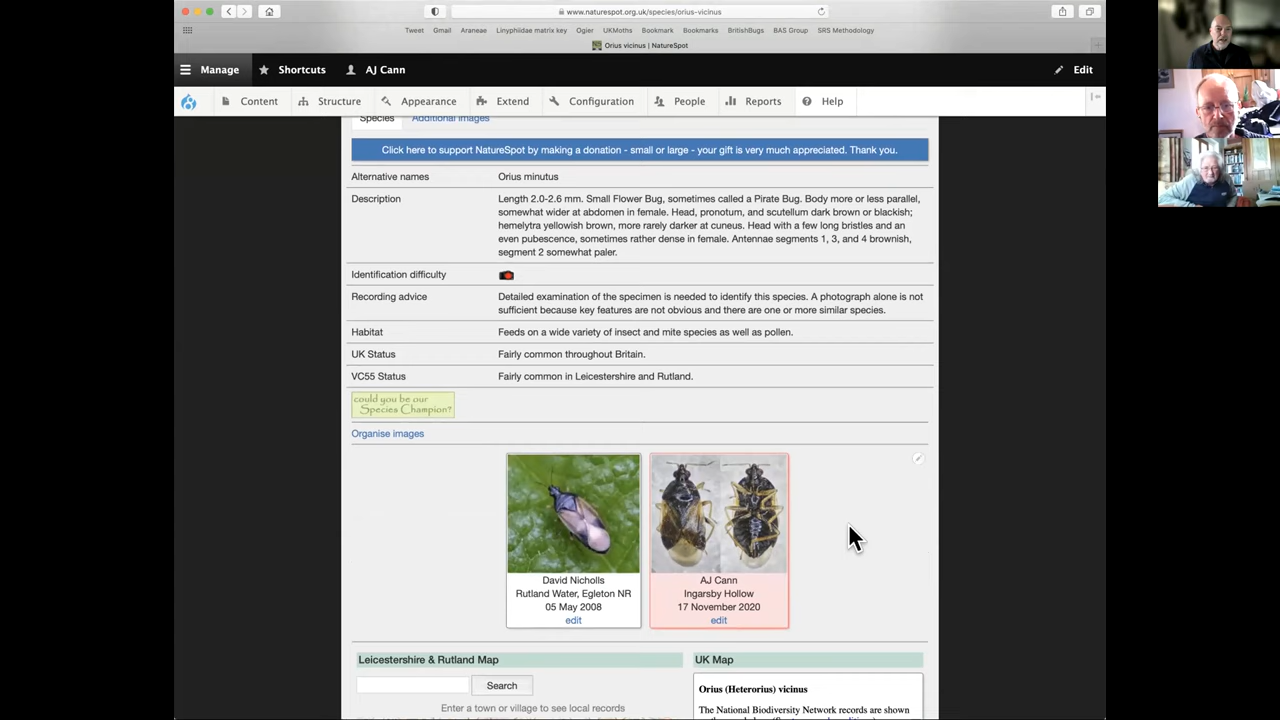 www.naturespot.org.uk/species/orius-vicinus
Tweet Gmail Araneae Linyphiidae matrix key Ogier UKMoths Bookmark Bookmarks BritishBugs BAS Group SRS Methodology
Orius vicinus | NatureSpot
Manage Shortcuts AJ Cann Edit
Content Structure Appearance Extend Configuration People Reports Help
Species Additional images
Click here to support NatureSpot by making a donation - small or large - your gift is very much appreciated. Thank you.
Alternative names Orius minutus
Description Length 2.0-2.6 mm. Small Flower Bug, sometimes called a Pirate Bug. Body more or less parallel,
somewhat wider at abdomen in female. Head, pronotum, and scutellum dark brown or blackish;
hemelytra yellowish brown, more rarely darker at cuneus. Head with a few long bristles and an
even pubescence, sometimes rather dense in female. Antennae segments 1, 3, and 4 brownish,
segment 2 somewhat paler.
Identification difficulty
Recording advice Detailed examination of the specimen is needed to identify this species. A photograph alone is not
sufficient because key features are not obvious and there are one or more similar species.
Habitat Feeds on a wide variety of insect and mite species as well as pollen.
UK Status Fairly common throughout Britain.
VC55 Status Fairly common in Leicestershire and Rutland.
could you be our
Species Champion?
Organise images
David Nicholls
Rutland Water, Egleton NR
05 May 2008
edit
AJ Cann
Ingarsby Hollow
17 November 2020
edit
Leicestershire & Rutland Map
Search
Enter a town or village to see local records
UK Map
Orius (Heterorius) vicinus
The National Biodiversity Network records are shown